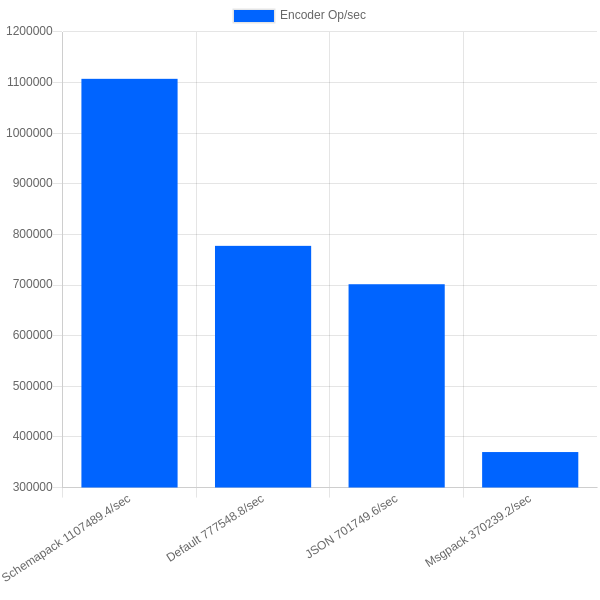 Encoder Op/sec
1200000
1100000
1000000
900000
800000
700000
600000
500000
400000
300000
Schemapack 1107489.4/sec
Default 777548.8/sec
JSON 701749.6/sec
Msgpack 370239.2/sec